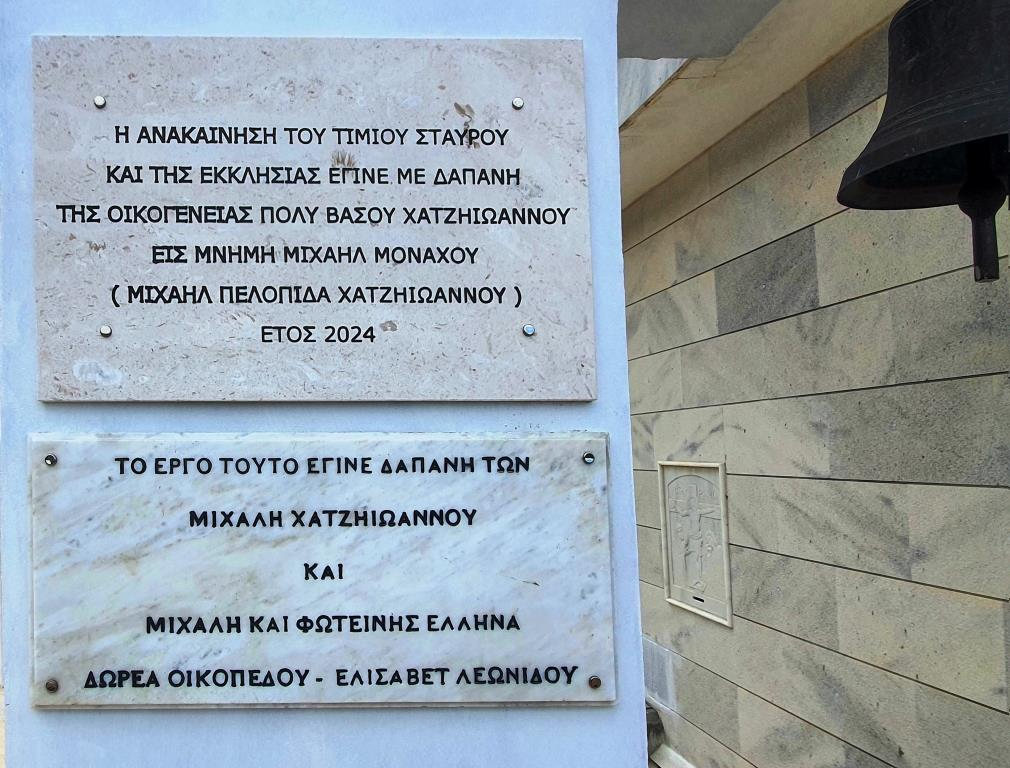 Η ΑΝΑΚΑΙΝΗΣΗ ΤΟΥ ΤΙΜΙΟΥ ΣΤΑΥΡΟΥ
ΚΑΙ ΤΗΣ ΕΚΚΛΗΣΙΑΣ ΕΓΙΝΕ ΜΕ ΔΑΠΑΝΗ
ΤΗΣ ΟΙΚΟΓΕΝΕΙΑΣ ΠΟΛΥ ΒΑΣΟΥ ΧΑΤΖΗΙΩΑΝΝΟΥ
ΕΙΣ ΜΝΗΜΗ ΜΙΧΑΗΛ ΜΟΝΑΧΟΥ
( ΜΙΧΑΗΛ ΠΕΛΟΠΙΔΑ ΧΑΤΖΗΙΩΑΝΝΟΥ )
ΕΤΟΣ 2024
ΤΟ ΕΡΓΟ ΤΟΥΤΟ ΕΓΙΝΕ ΔΑΠΑΝΗ ΤΩΝ
ΜΙΧΑΛΗ ΧΑΤΖΗΙΩΑΝΝΟΥ
ΚΑΙ
ΜΙΧΑΛΗ ΚΑΙ ΦΩΤΕΙΝΗΣ ΕΛΛΗΝΑ
ΔΩΡΕΑ ΟΙΚΟΠΕΔΟΥ - ΕΛΙΣΑΒΕΤ ΛΕΩΝΙΔΟΥ